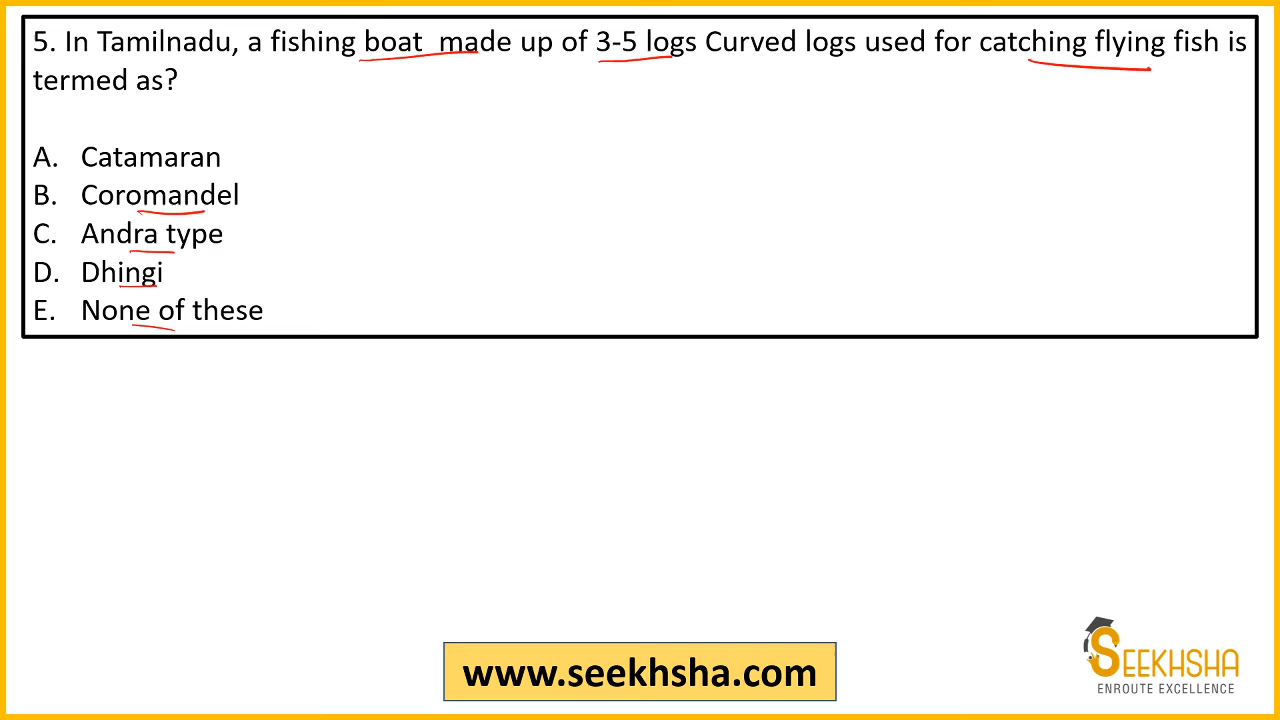 5. In Tamilnadu, a fishing boat made up of 3-5 logs Curved logs used for catching flying fish is
termed as?
A. Catamaran
B. Coromandel
C. Andra type
D. Dhingi
E. None of these
www.seekhsha.com
SEEKHSHA
ENROUTE EXCELLENCE